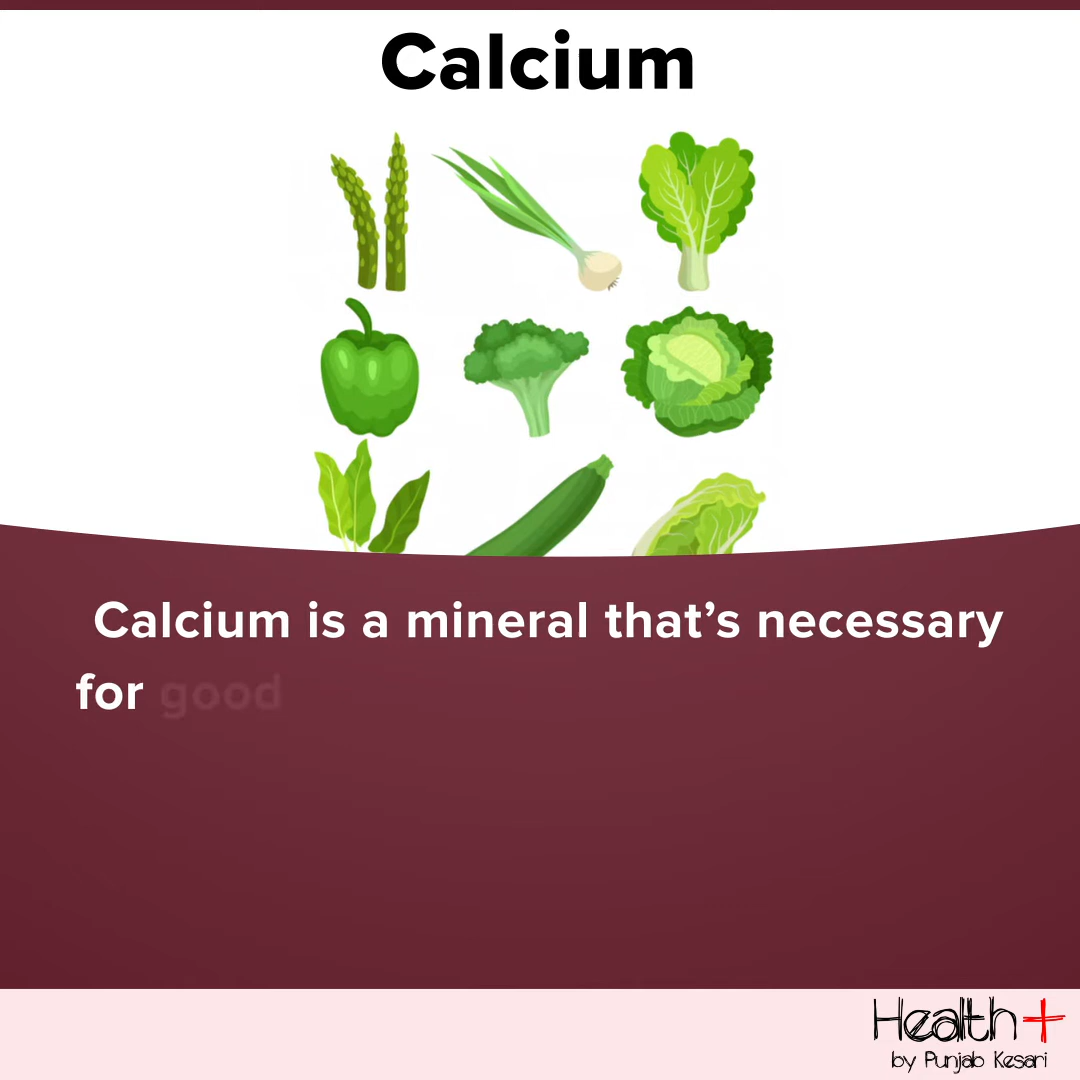 Calcium
Calcium is a mineral that’s necessary
for good
Health+
by Punjab Kesari